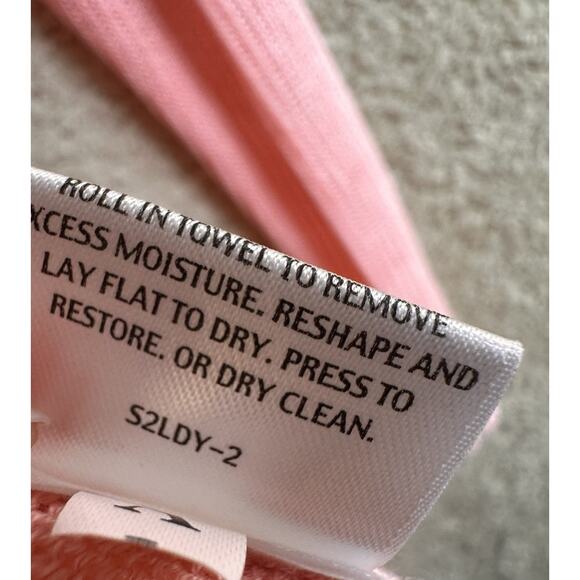 ROLL IN TOWEL TO REMOVE
XCESS MOISTURE. RESHAPE AND
LAY FLAT TO DRY. PRESS TO
RESTORE. OR DRY CLEAN.
S2LDY-2